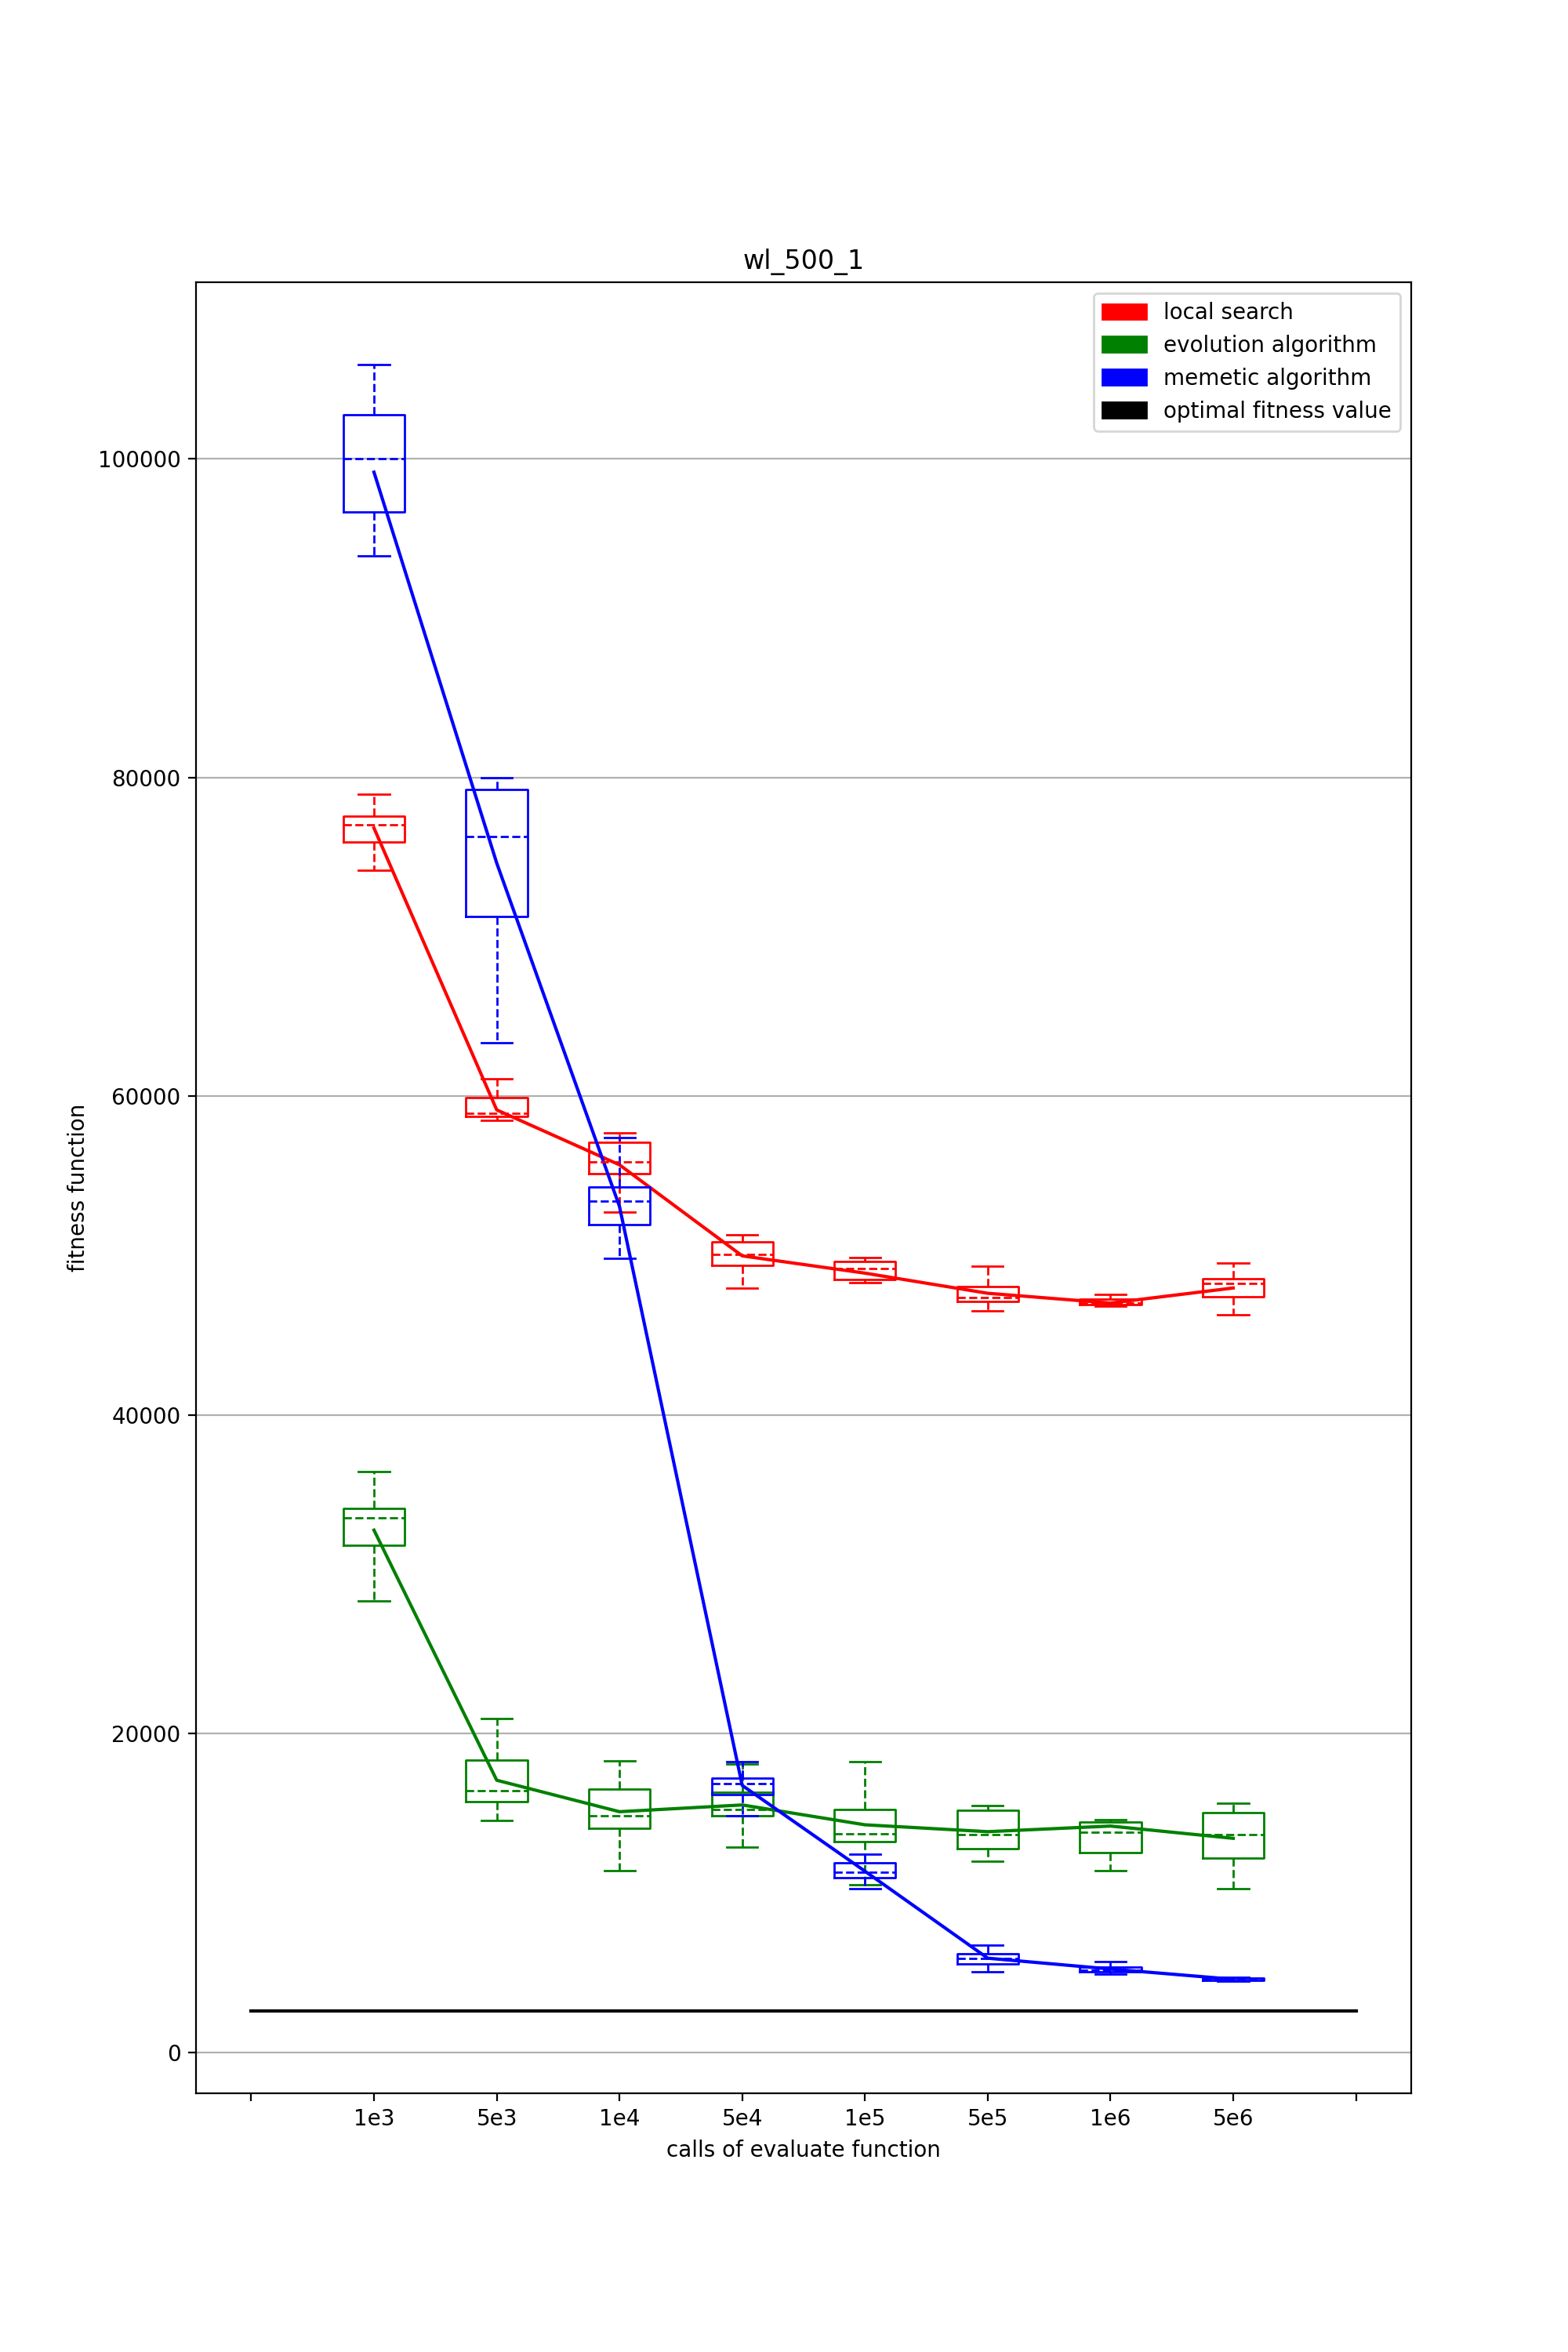 wl_500_1
local search
evolution algorithm
memetic algorithm
optimal fitness value
100000
80000
60000
40000
20000
0
fitness function
1e3 5e3 1e4 5e4 1e5 5e5 1e6 5e6
calls of evaluate function